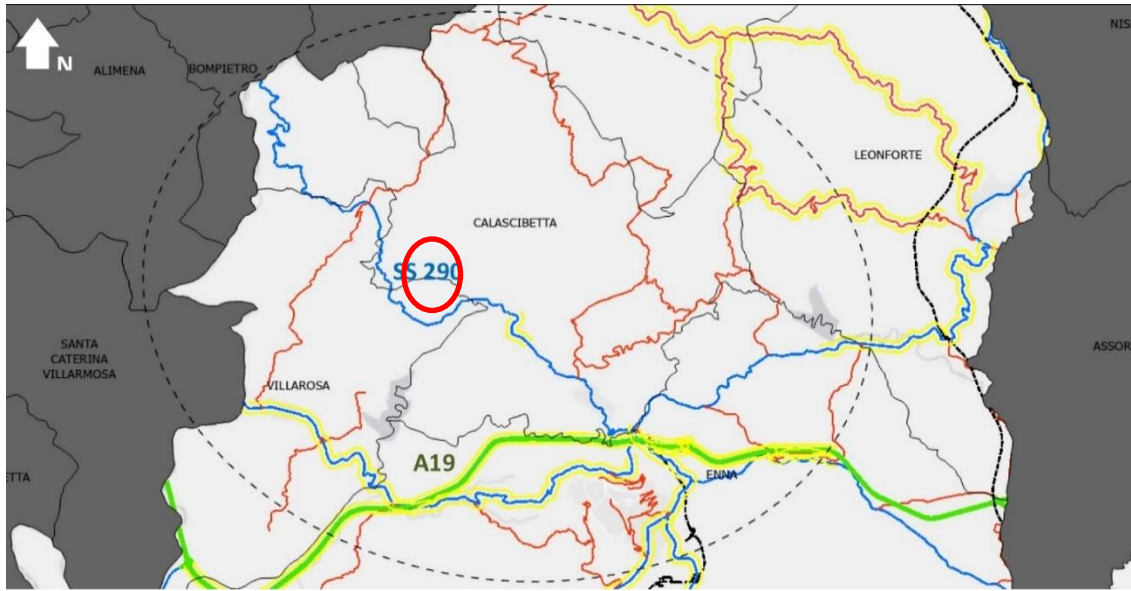 N
NIS
ALIMENA
BOMPIETRO
LEONFORTE
CALASCIBETTA
SS 290
SANTA
CATERINA
VILLARMOSA
ASSOR
VILLAROSA
A19
ETTA
ENNA